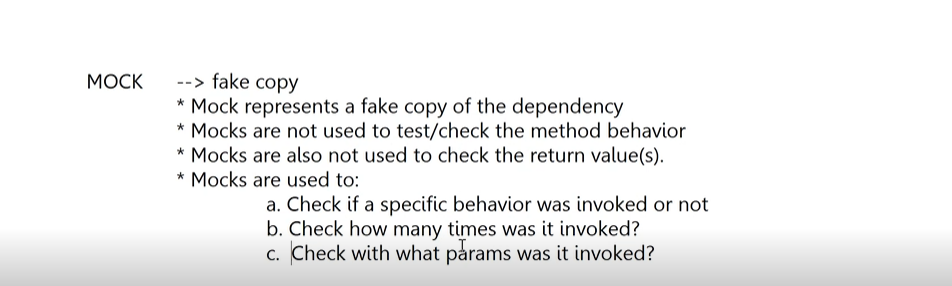 MOCK --> fake copy
* Mock represents a fake copy of the dependency
* Mocks are not used to test/check the method behavior
* Mocks are also not used to check the return value(s).
* Mocks are used to:
a. Check if a specific behavior was invoked or not
b. Check how many times was it invoked?
c. Check with what params was it invoked?